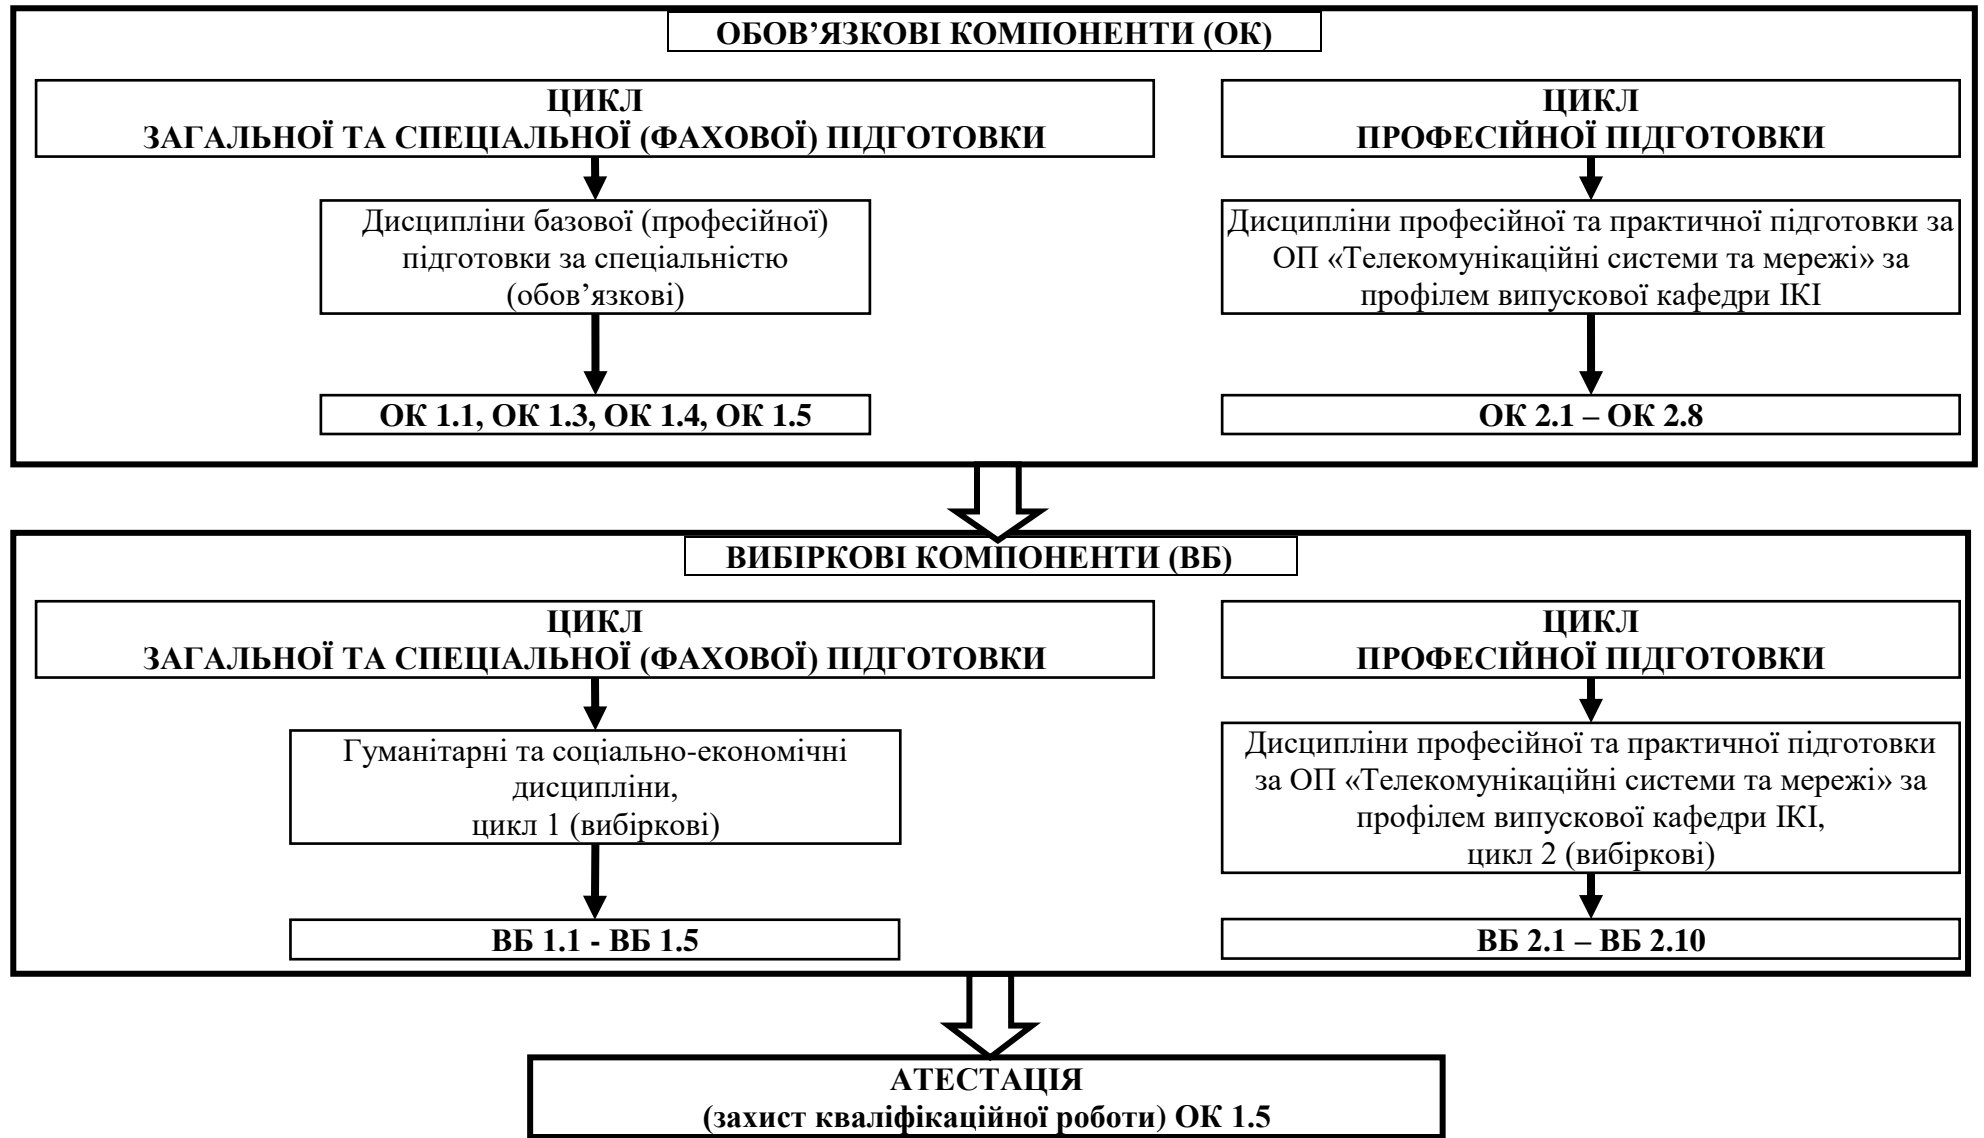 ОБОВ’ЯЗКОВІ КОМПОНЕНТИ (ОК)
ЦИКЛ
ЗАГАЛЬНОЇ ТА СПЕЦІАЛЬНОЇ (ФАХОВОЇ) ПІДГОТОВКИ
ЦИКЛ
ПРОФЕСІЙНОЇ ПІДГОТОВКИ
Дисципліни базової (професійної)
підготовки за спеціальністю
(обов’язкові)
Дисципліни професійної та практичної підготовки за
ОП «Телекомунікаційні системи та мережі» за
профілем випускової кафедри ІКІ
ОК 1.1, ОК 1.3, ОК 1.4, ОК 1.5
ОК 2.1 – ОК 2.8
ВИБІРКОВІ КОМПОНЕНТИ (ВБ)
ЦИКЛ
ЗАГАЛЬНОЇ ТА СПЕЦІАЛЬНОЇ (ФАХОВОЇ) ПІДГОТОВКИ
ЦИКЛ
ПРОФЕСІЙНОЇ ПІДГОТОВКИ
Гуманітарні та соціально-економічні
дисципліни,
цикл 1 (вибіркові)
Дисципліни професійної та практичної підготовки
за ОП «Телекомунікаційні системи та мережі» за
профілем випускової кафедри ІКІ,
цикл 2 (вибіркові)
ВБ 1.1 - ВБ 1.5
ВБ 2.1 – ВБ 2.10
АТЕСТАЦІЯ
(захист кваліфікаційної роботи) ОК 1.5